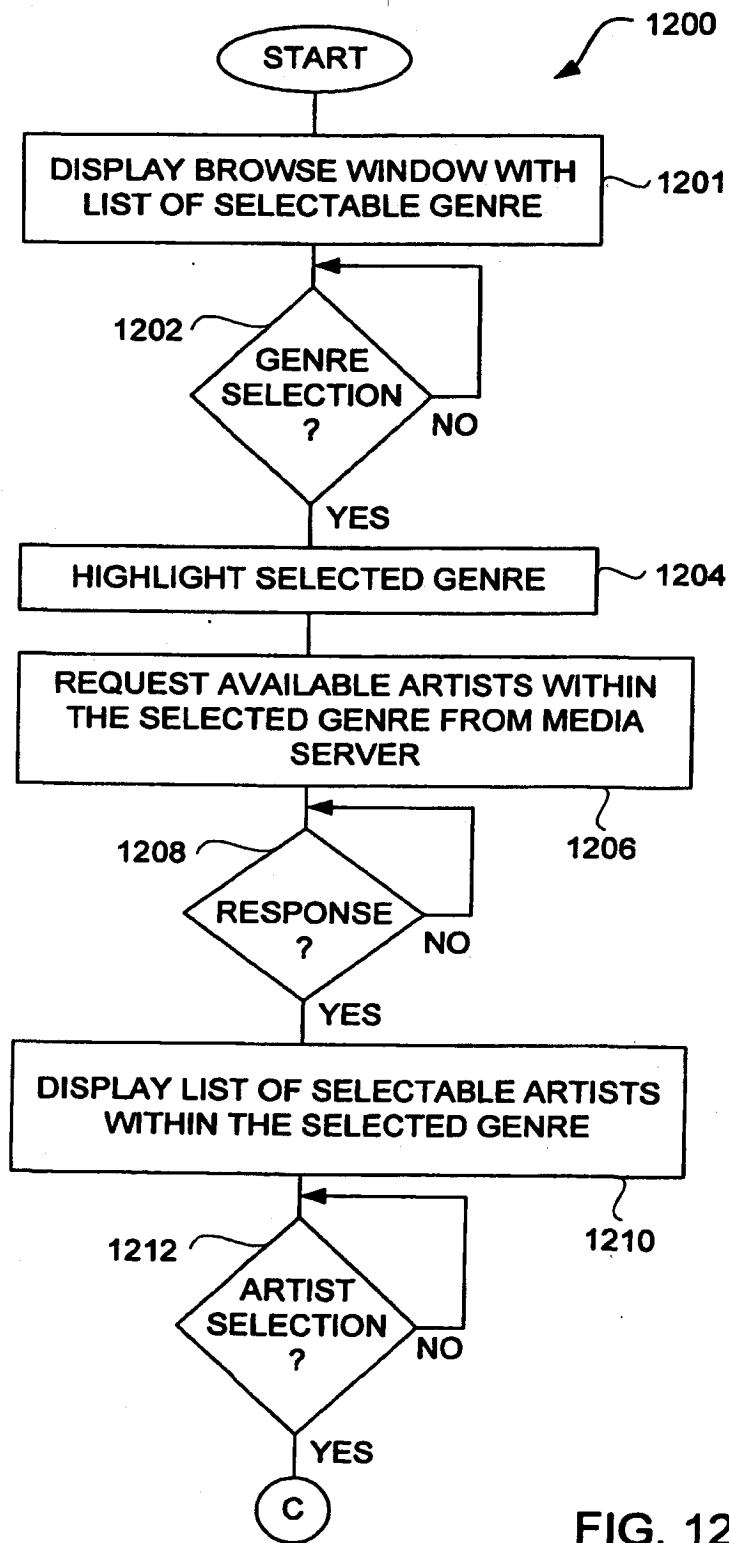 1200
START
DISPLAY BROWSE WINDOW WITH
LIST OF SELECTABLE GENRE
1201
1202
GENRE
SELECTION
?
NO
YES
HIGHLIGHT SELECTED GENRE
1204
REQUEST AVAILABLE ARTISTS WITHIN
THE SELECTED GENRE FROM MEDIA
SERVER
1206
1208
RESPONSE
?
NO
YES
DISPLAY LIST OF SELECTABLE ARTISTS
WITHIN THE SELECTED GENRE
1210
1212
ARTIST
SELECTION
?
NO
YES
C
FIG. 12